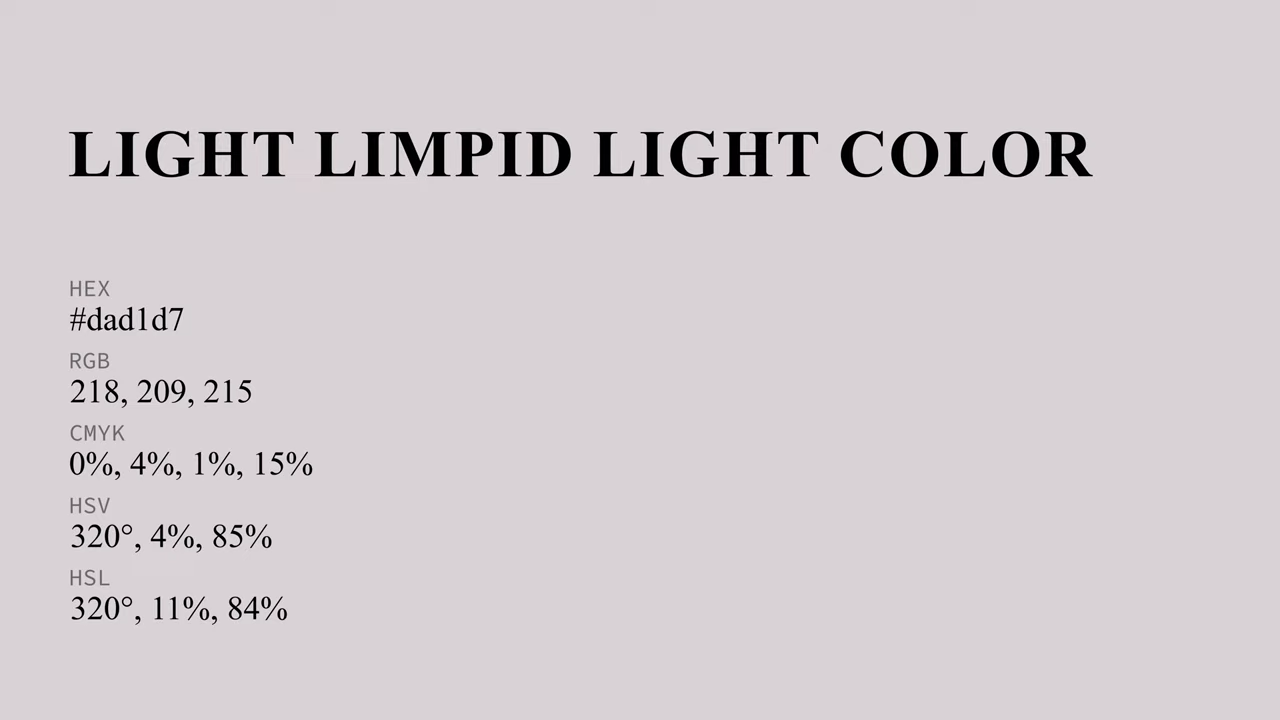 LIGHT LIMPID LIGHT COLOR
HEX
#dad1d7
RGB
218, 209, 215
CMYK
0%, 4%, 1%, 15%
HSV
320°, 4%, 85%
HSL
320°, 11%, 84%